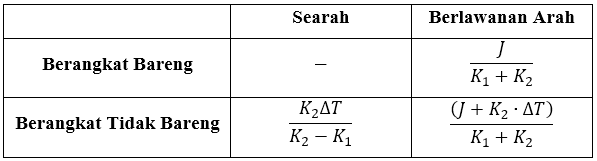 Searah Berlawanan Arah
Berangkat Bareng − J / (K₁ + K₂)
Berangkat Tidak Bareng K₂ΔT / (K₂ − K₁) (J + K₂ · ΔT) / (K₁ + K₂)